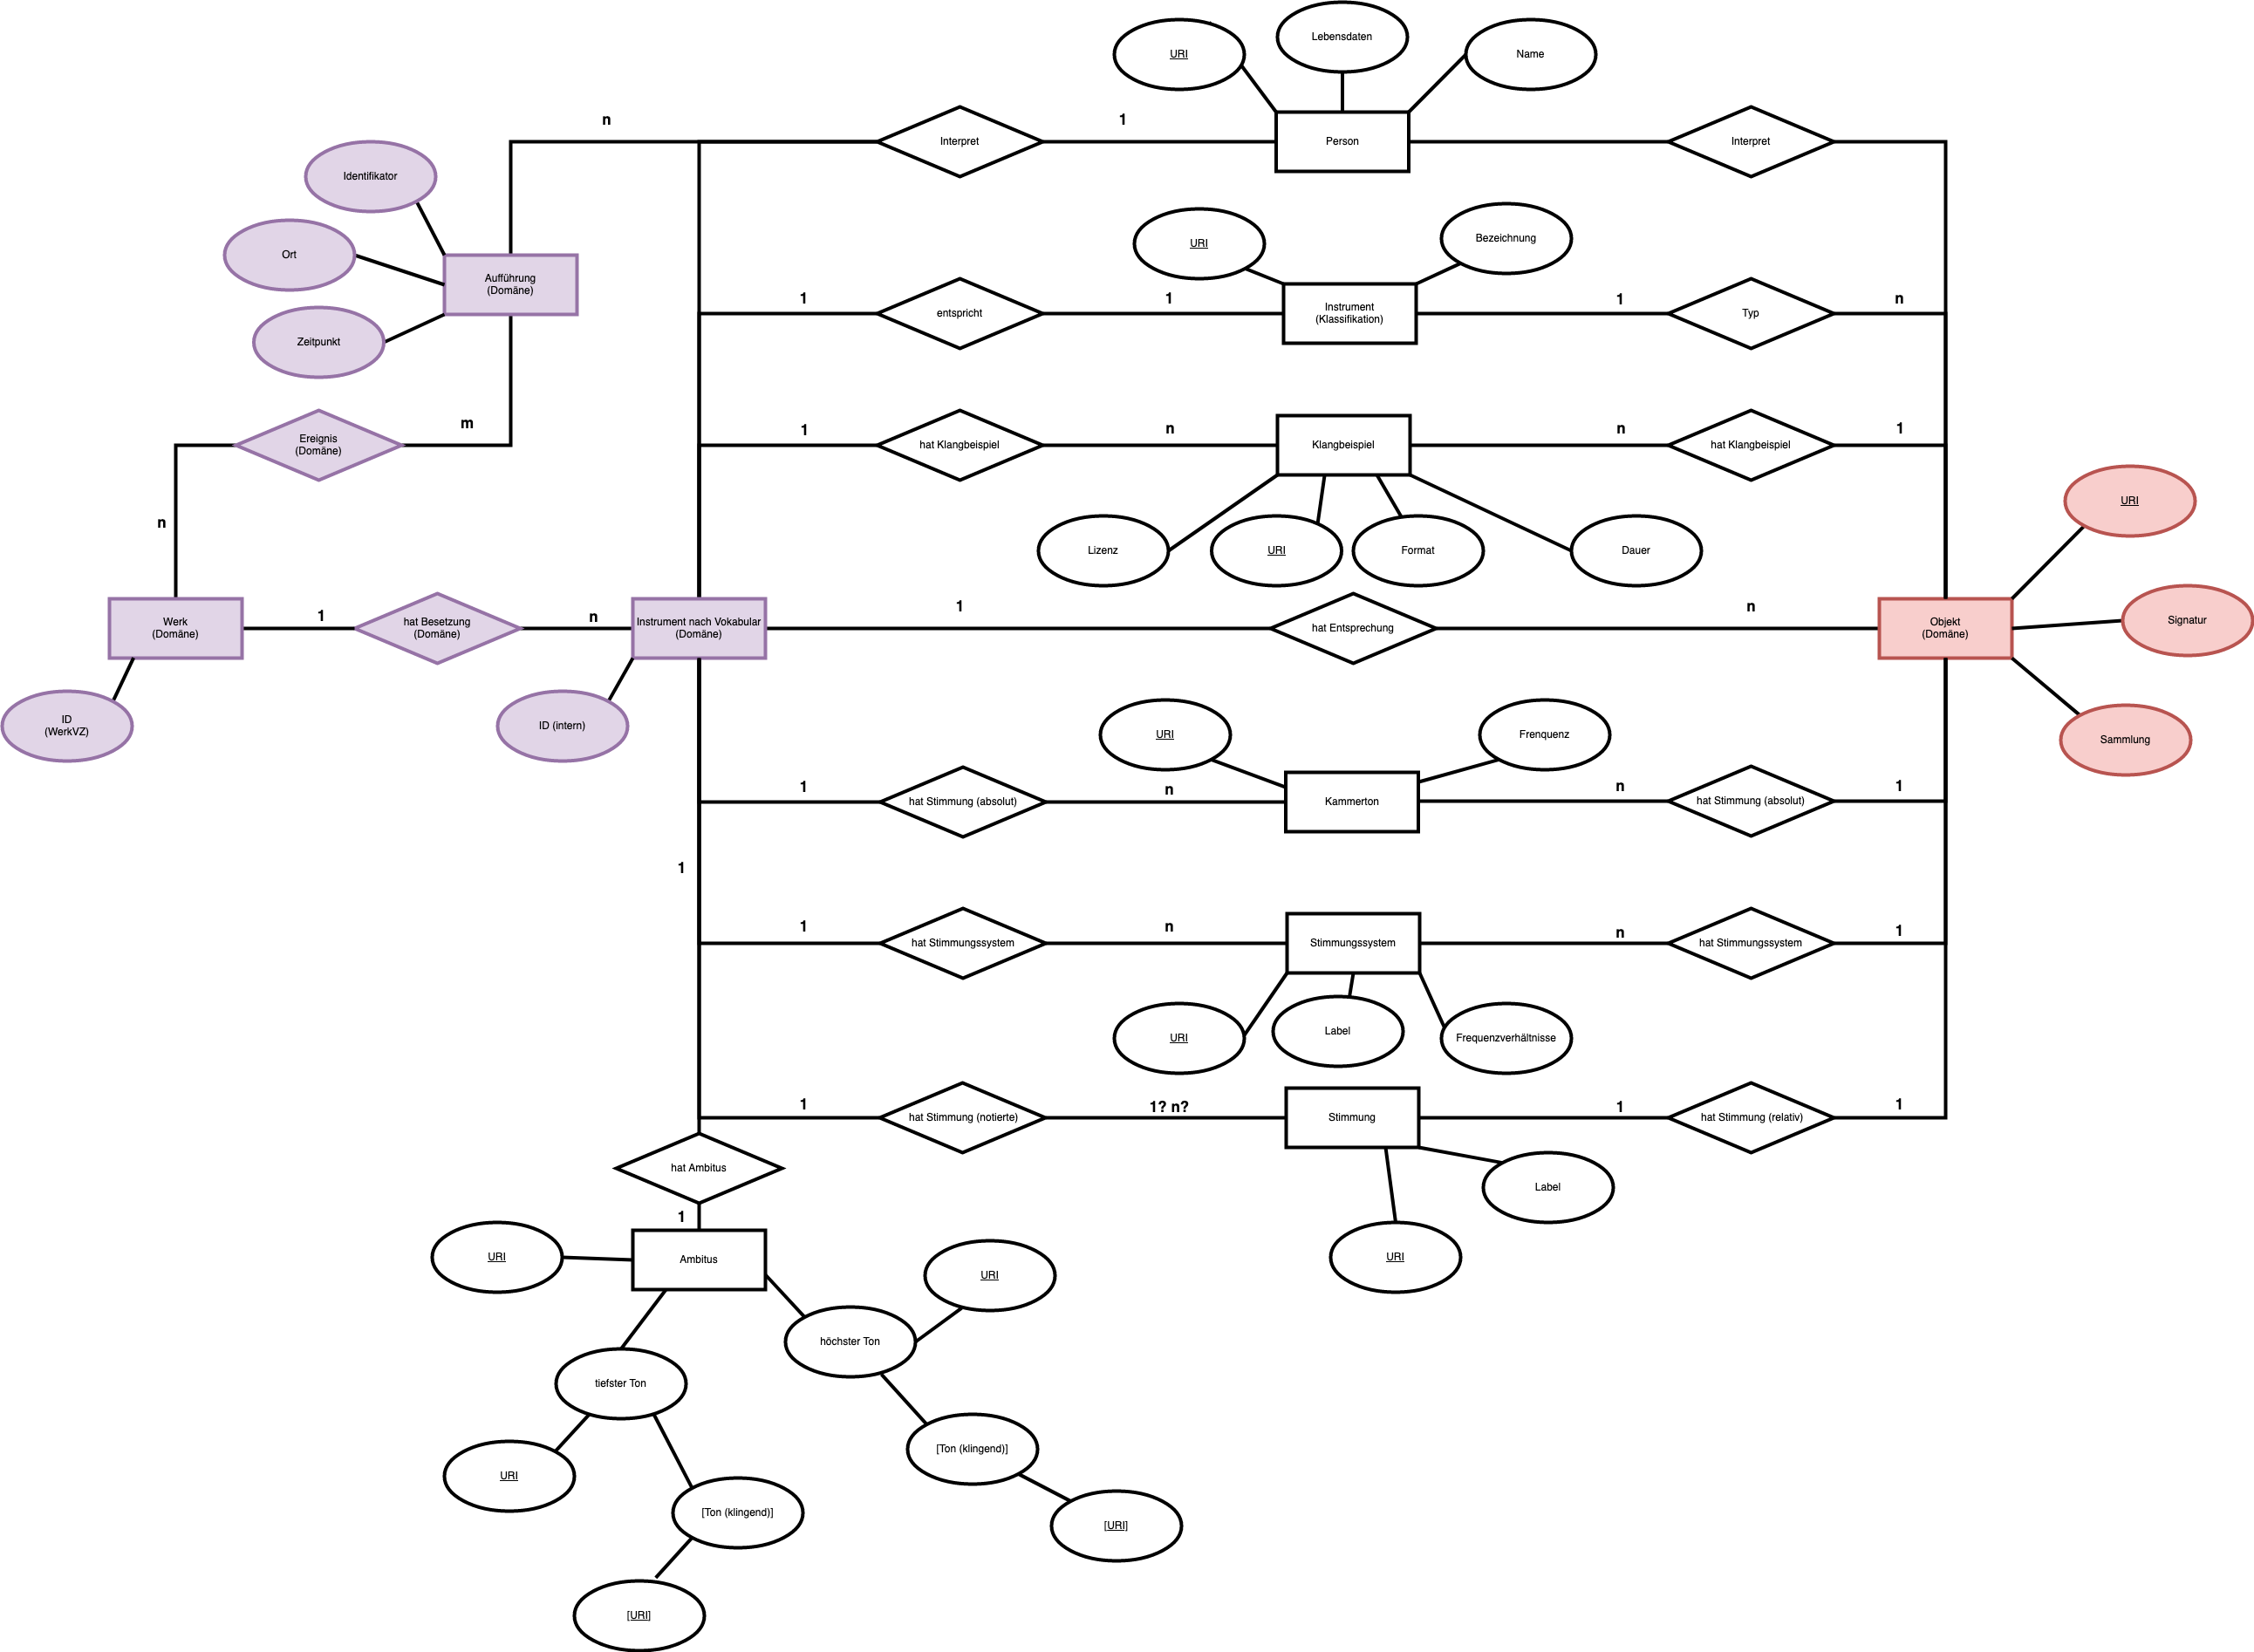 Lebensdaten
URI
Name
n
1
Interpret
Person
Interpret
Identifikator
URI
Bezeichnung
Ort
Aufführung
(Domäne)
1
entspricht
1
Instrument
(Klassifikation)
1
Typ
n
Zeitpunkt
m
Ereignis
(Domäne)
1
hat Klangbeispiel
n
Klangbeispiel
n
hat Klangbeispiel
1
URI
n
Lizenz
URI
Format
Dauer
Werk
(Domäne)
1
hat Besetzung
(Domäne)
n
Instrument nach Vokabular
(Domäne)
1
hat Entsprechung
n
Objekt
(Domäne)
Signatur
ID
(WerkVZ)
ID (intern)
URI
Frenquenz
Sammlung
1
hat Stimmung (absolut)
n
Kammerton
n
hat Stimmung (absolut)
1
1
1
hat Stimmungssystem
n
Stimmungssystem
n
hat Stimmungssystem
1
URI
Label
Frequenzverhältnisse
1
hat Stimmung (notierte)
1? n?
Stimmung
1
hat Stimmung (relativ)
1
hat Ambitus
Label
1
URI
Ambitus
URI
URI
höchster Ton
tiefster Ton
[Ton (klingend)]
URI
[Ton (klingend)]
[URI]
[URI]